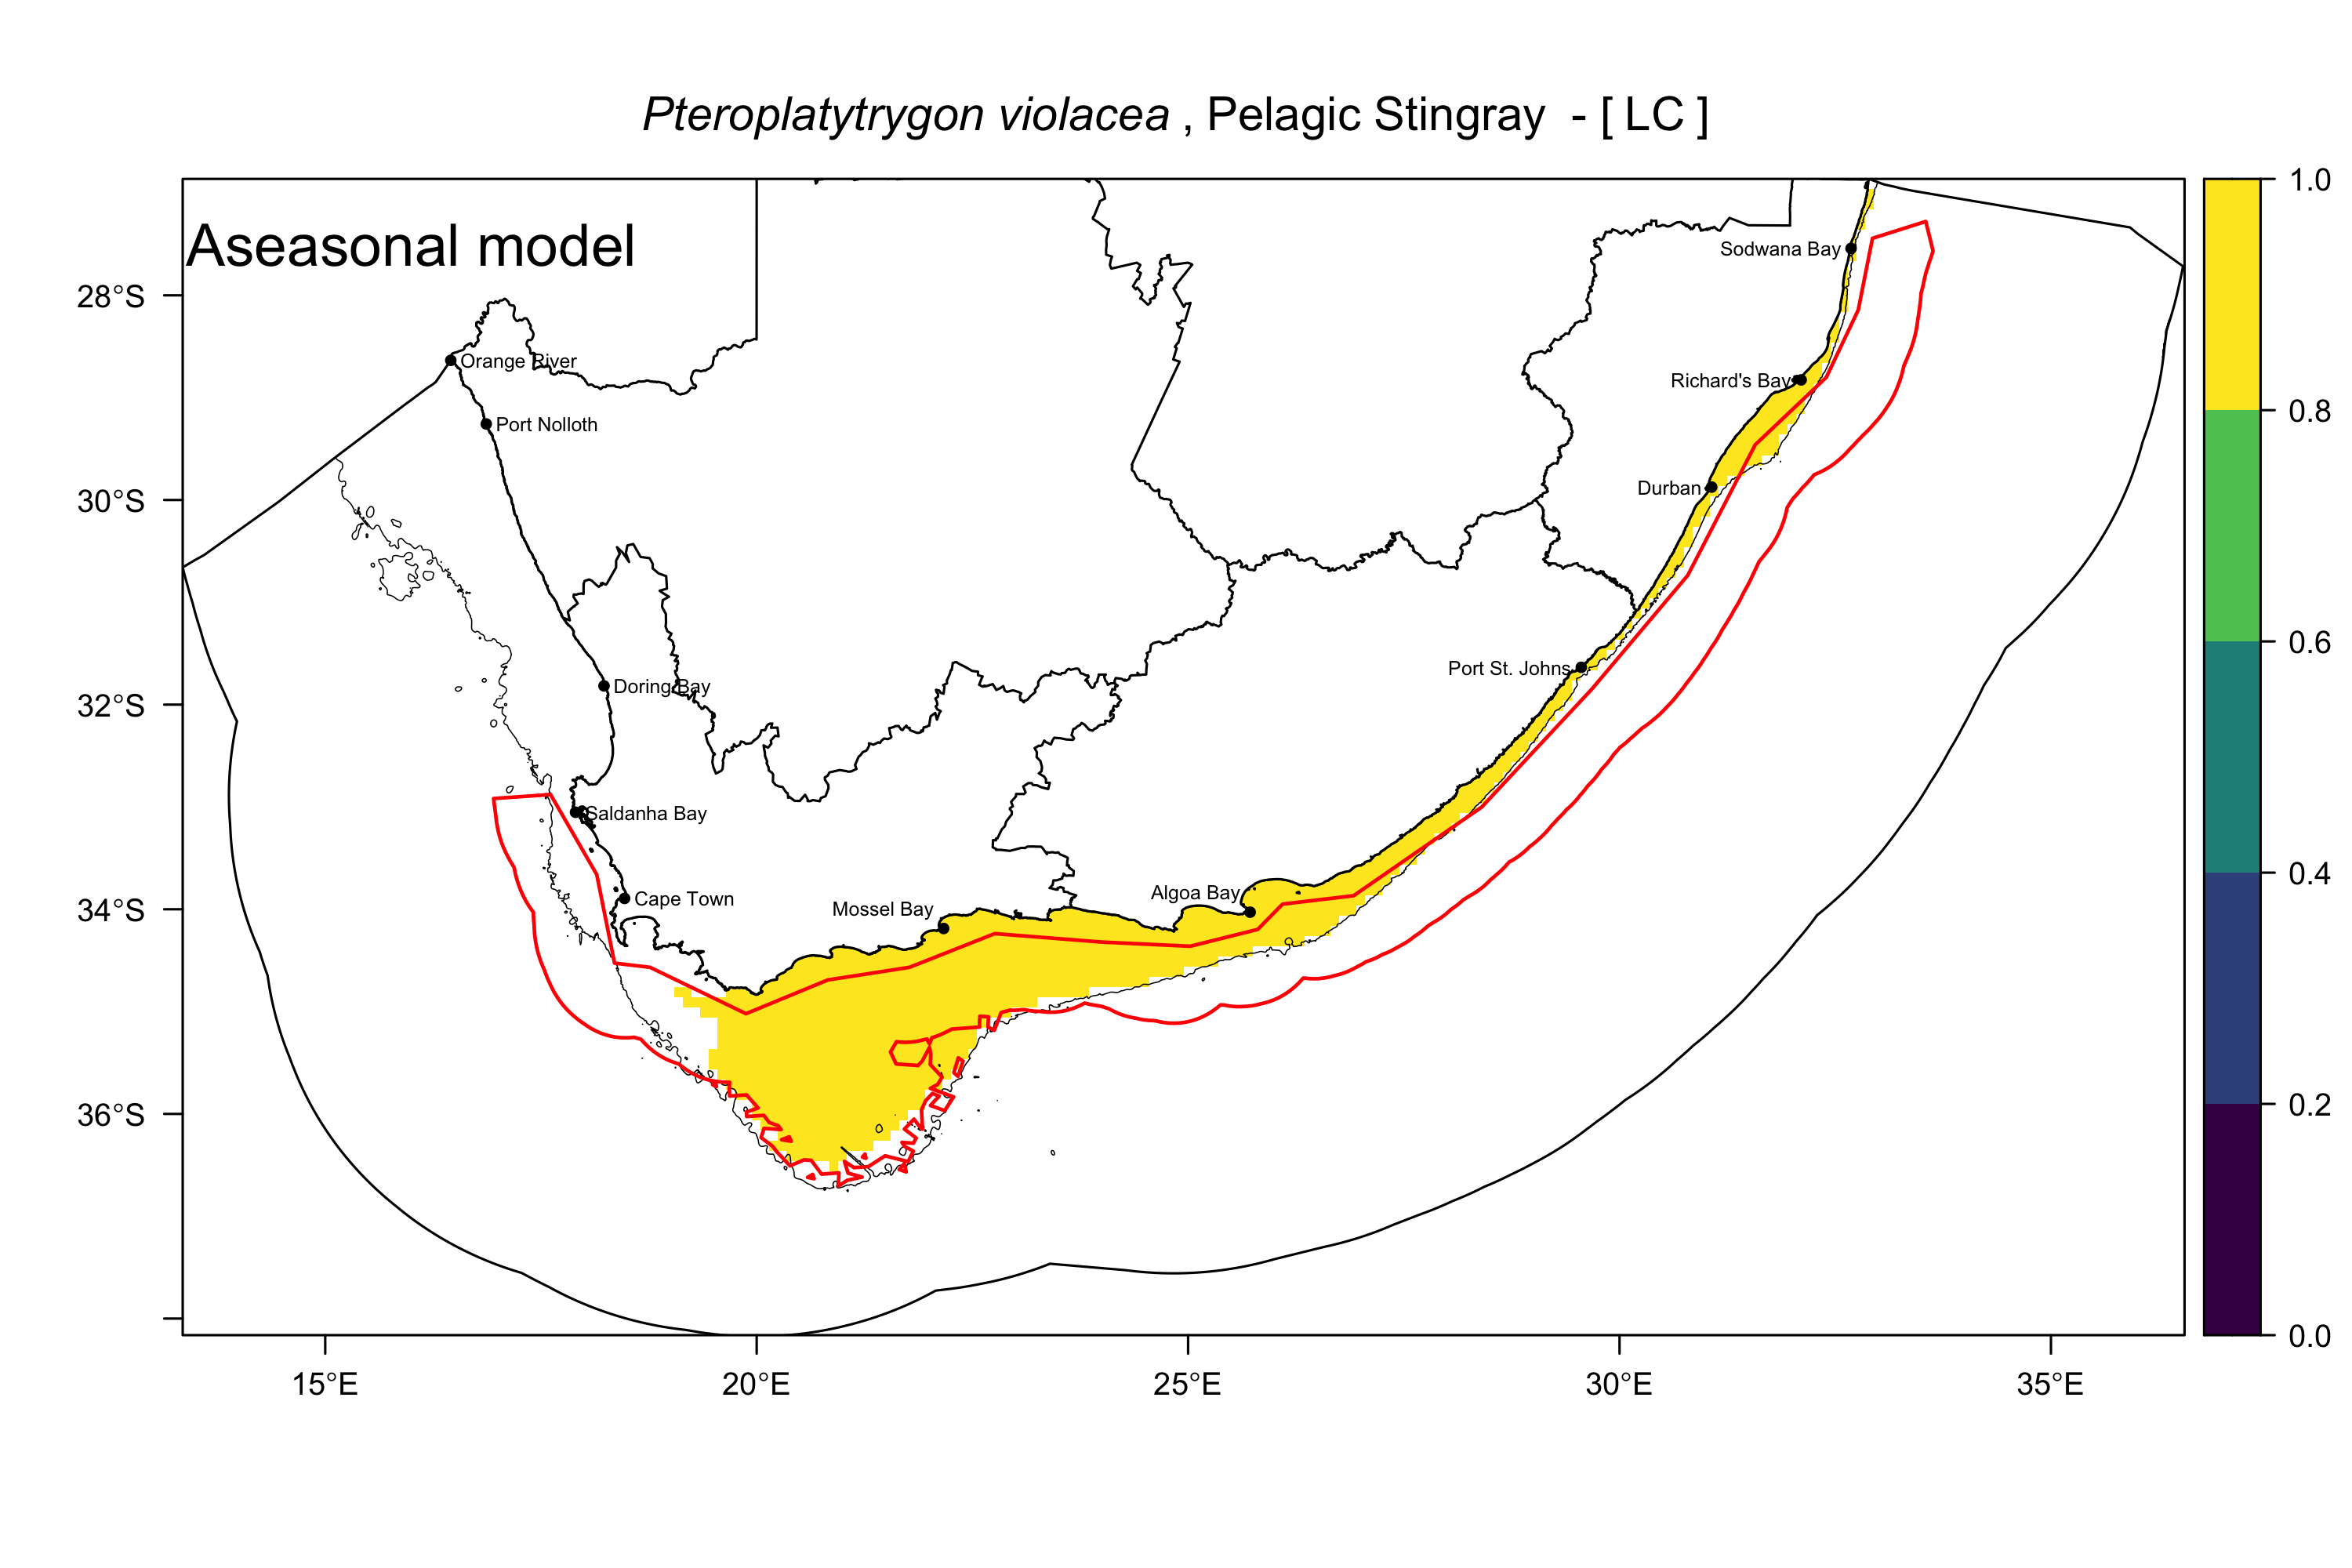 Pteroplatytrygon violacea , Pelagic Stingray - [ LC ]
Aseasonal model
1.0
Sodwana Bay
28°S
Orange River
Richard's Bay
0.8
Port Nolloth
Durban
30°S
0.6
Port St. Johns
Doring Bay
32°S
Saldanha Bay
0.4
Algoa Bay
Cape Town
Mossel Bay
34°S
0.2
36°S
0.0
15°E
20°E
25°E
30°E
35°E